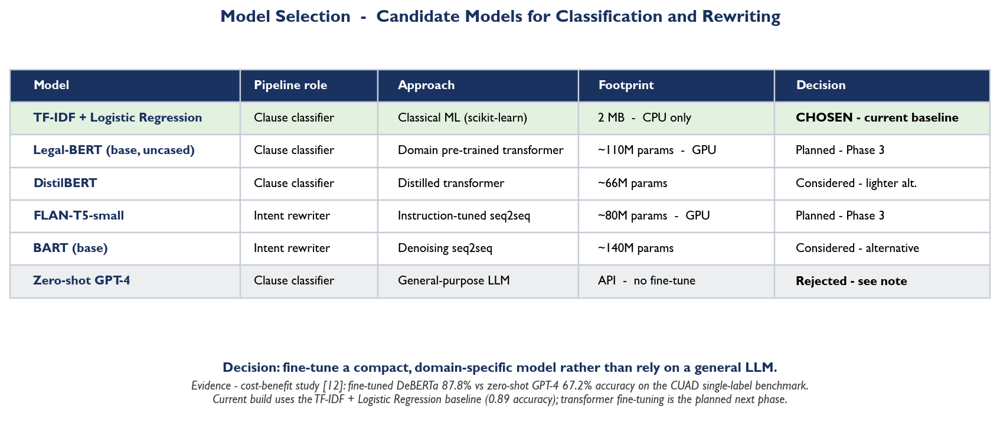 Model Selection  -  Candidate Models for Classification and Rewriting
Model Pipeline role Approach Footprint Decision
TF-IDF + Logistic Regression Clause classifier Classical ML (scikit-learn) 2 MB  -  CPU only CHOSEN - current baseline
Legal-BERT (base, uncased) Clause classifier Domain pre-trained transformer ~110M params  -  GPU Planned - Phase 3
DistilBERT Clause classifier Distilled transformer ~66M params Considered - lighter alt.
FLAN-T5-small Intent rewriter Instruction-tuned seq2seq ~80M params  -  GPU Planned - Phase 3
BART (base) Intent rewriter Denoising seq2seq ~140M params Considered - alternative
Zero-shot GPT-4 Clause classifier General-purpose LLM API  -  no fine-tune Rejected - see note
Decision: fine-tune a compact, domain-specific model rather than rely on a general LLM.
Evidence - cost-benefit study [12]: fine-tuned DeBERTa 87.8% vs zero-shot GPT-4 67.2% accuracy on the CUAD single-label benchmark.
Current build uses the TF-IDF + Logistic Regression baseline (0.89 accuracy); transformer fine-tuning is the planned next phase.